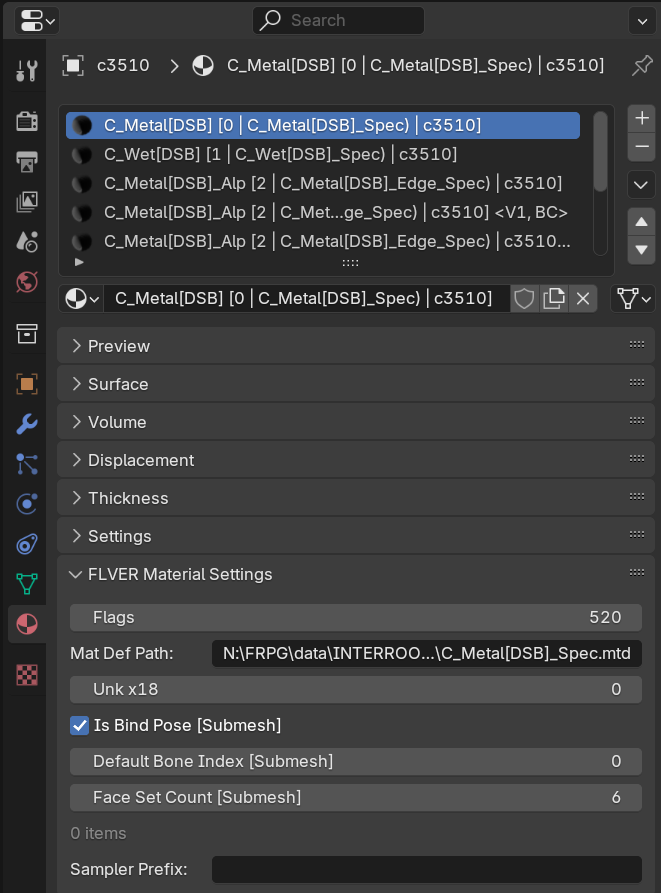 Search
c3510 > C_Metal[DSB] [0 | C_Metal[DSB]_Spec) | c3510]
C_Metal[DSB] [0 | C_Metal[DSB]_Spec) | c3510]
C_Wet[DSB] [1 | C_Wet[DSB]_Spec) | c3510]
C_Metal[DSB]_Alp [2 | C_Metal[DSB]_Edge_Spec) | c3510]
C_Metal[DSB]_Alp [2 | C_Met...ge_Spec) | c3510] <V1, BC>
C_Metal[DSB]_Alp [2 | C_Metal[DSB]_Edge_Spec) | c3510...
C_Metal[DSB] [0 | C_Metal[DSB]_Spec) | c3510]
Preview
Surface
Volume
Displacement
Thickness
Settings
FLVER Material Settings
Flags 520
Mat Def Path: N:\FRPG\data\INTERROO...\C_Metal[DSB]_Spec.mtd
Unk x18 0
Is Bind Pose [Submesh]
Default Bone Index [Submesh] 0
Face Set Count [Submesh] 6
0 items
Sampler Prefix: